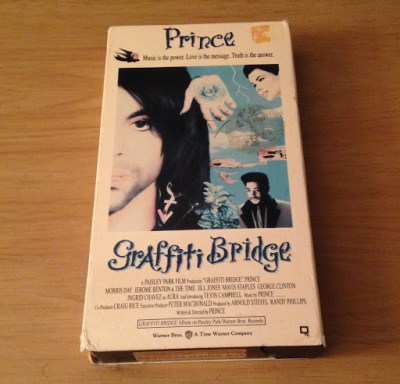 Prince
Music is the power. Love is the message. Truth is the answer.
Graffiti Bridge
A PAISLEY PARK FILM Production "GRAFFITI BRIDGE" PRINCE
MORRIS DAY JEROME BENTON & THE TIME JILL JONES MAVIS STAPLES GEORGE CLINTON
INGRID CHAVEZ as AURA And introducing TEVIN CAMPBELL Music by PRINCE
Co-Producer CRAIG RICE Executive Producer PETER MACDONALD Produced by ARNOLD STIEFEL RANDY PHILLIPS
Written & Directed by PRINCE
GRAFFITI BRIDGE Album on Paisley Park/Warner Bros. Records
Warner Bros. A Time Warner Company